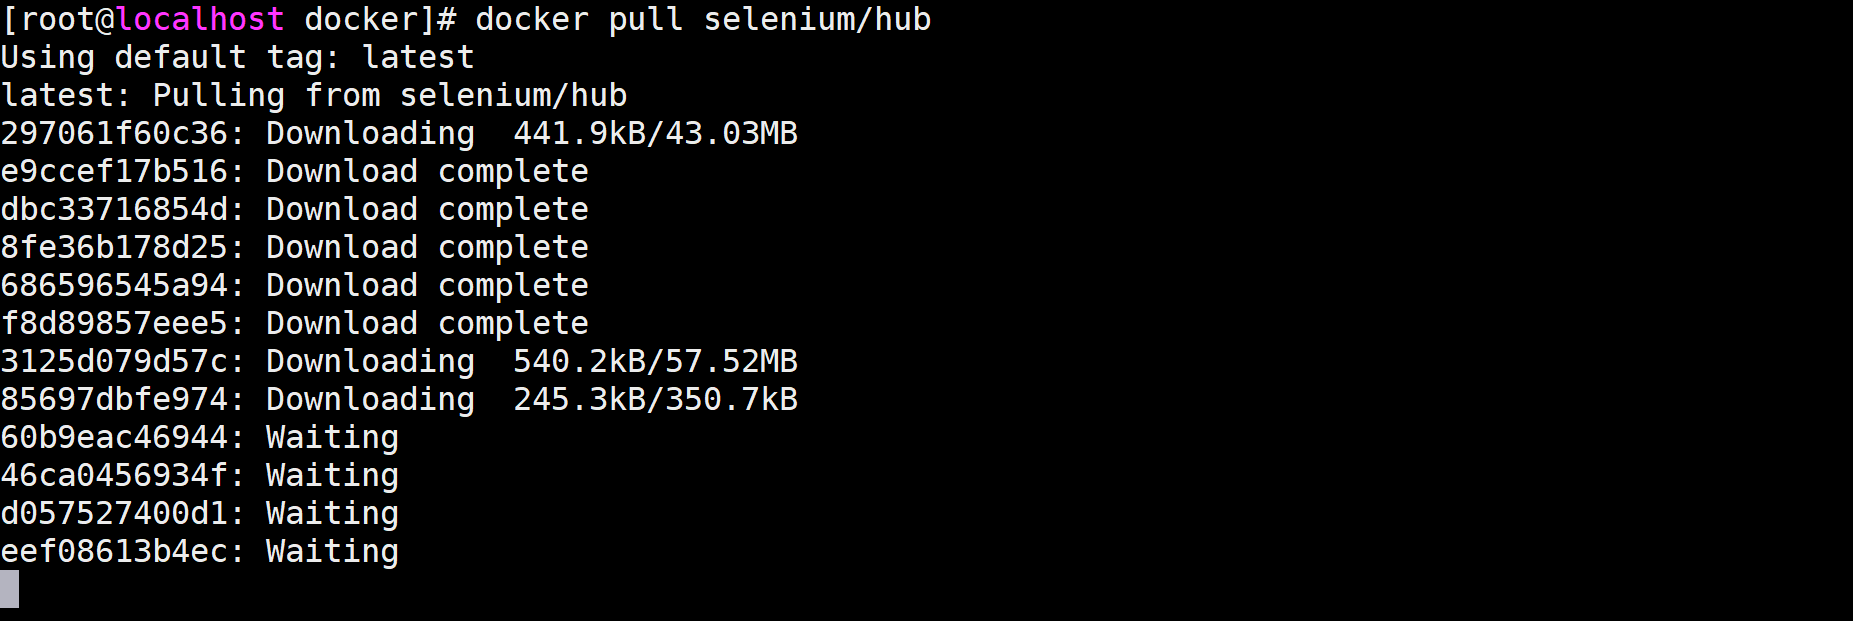 [root@localhost docker]# docker pull selenium/hub
Using default tag: latest
latest: Pulling from selenium/hub
297061f60c36: Downloading  441.9kB/43.03MB
e9ccef17b516: Download complete
dbc33716854d: Download complete
8fe36b178d25: Download complete
686596545a94: Download complete
f8d89857eee5: Download complete
3125d079d57c: Downloading  540.2kB/57.52MB
85697dbfe974: Downloading  245.3kB/350.7kB
60b9eac46944: Waiting
46ca0456934f: Waiting
d057527400d1: Waiting
eef08613b4ec: Waiting